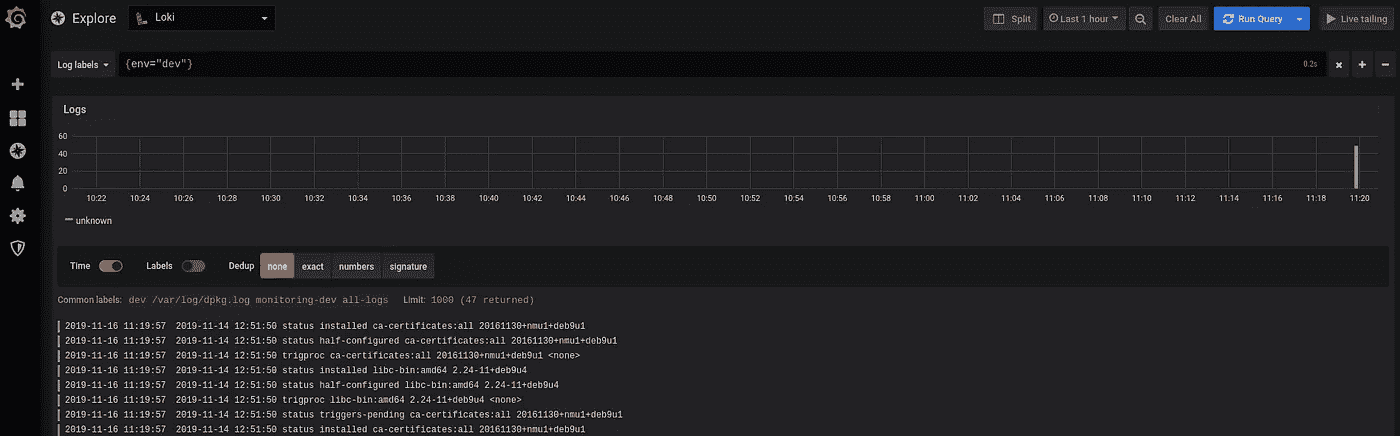 Explore Loki Split Last 1 hour Clear All Run Query Live tailing
Log labels {env="dev"} 0.2s
Logs
60
40
20
0
10:22 10:24 10:26 10:28 10:30 10:32 10:34 10:36 10:38 10:40 10:42 10:44 10:46 10:48 10:50 10:52 10:54 10:56 10:58 11:00 11:02 11:04 11:06 11:08 11:10 11:12 11:14 11:16 11:18 11:20
unknown
Time Labels Dedup none exact numbers signature
Common labels: dev /var/log/dpkg.log monitoring-dev all-logs Limit: 1000 (47 returned)
2019-11-16 11:19:57 2019-11-14 12:51:50 status installed ca-certificates:all 20161130+nmu1+deb9u1
2019-11-16 11:19:57 2019-11-14 12:51:50 status half-configured ca-certificates:all 20161130+nmu1+deb9u1
2019-11-16 11:19:57 2019-11-14 12:51:50 trigproc ca-certificates:all 20161130+nmu1+deb9u1 <none>
2019-11-16 11:19:57 2019-11-14 12:51:50 status installed libc-bin:amd64 2.24-11+deb9u4
2019-11-16 11:19:57 2019-11-14 12:51:50 status half-configured libc-bin:amd64 2.24-11+deb9u4
2019-11-16 11:19:57 2019-11-14 12:51:50 trigproc libc-bin:amd64 2.24-11+deb9u4 <none>
2019-11-16 11:19:57 2019-11-14 12:51:50 status triggers-pending ca-certificates:all 20161130+nmu1+deb9u1
2019-11-16 11:19:57 2019-11-14 12:51:50 status installed ca-certificates:all 20161130+nmu1+deb9u1